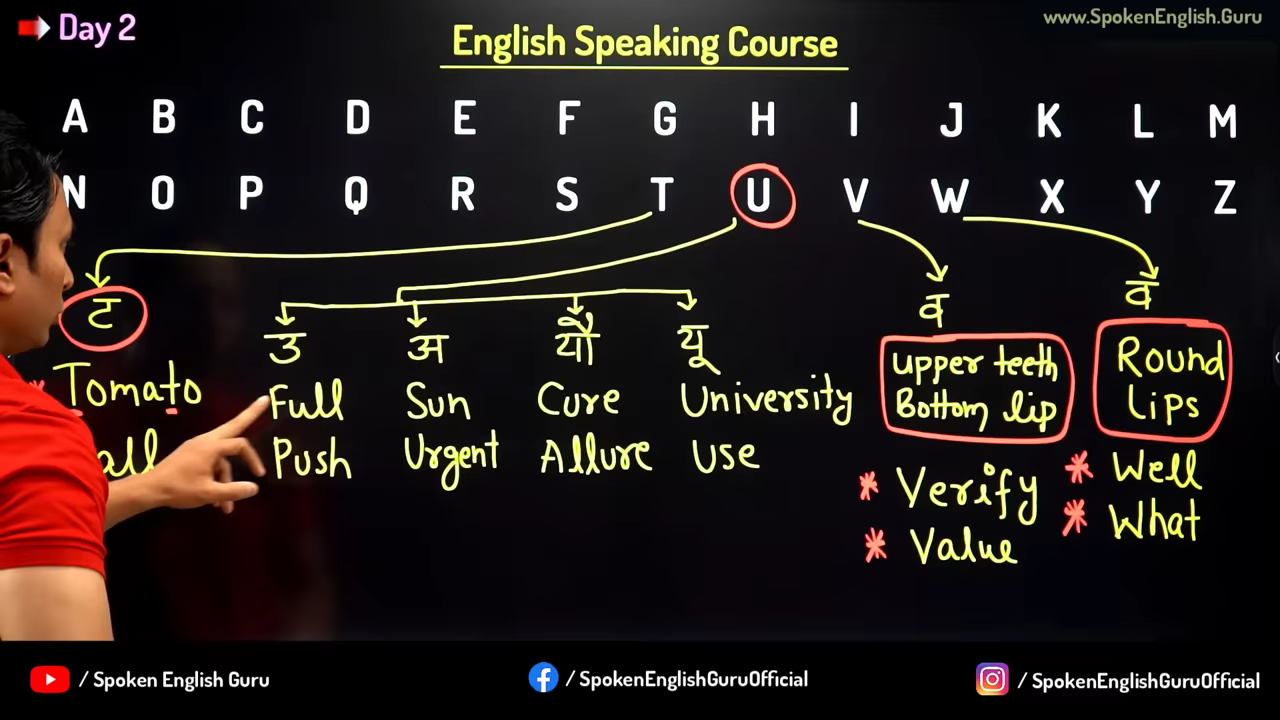 Day 2
www.SpokenEnglish.Guru
English Speaking Course
A B C D E F G H I J K L M
N O P Q R S T U V W X Y Z
ट उ अ यौ यू व व
Tomato Full Sun Cure University
Push Urgent Allure Use
Upper teeth
Bottom lip
Round
Lips
* Verify
* Value
* Well
* What
/ Spoken English Guru
/SpokenEnglishGuruOfficial
/ SpokenEnglishGuruOfficial